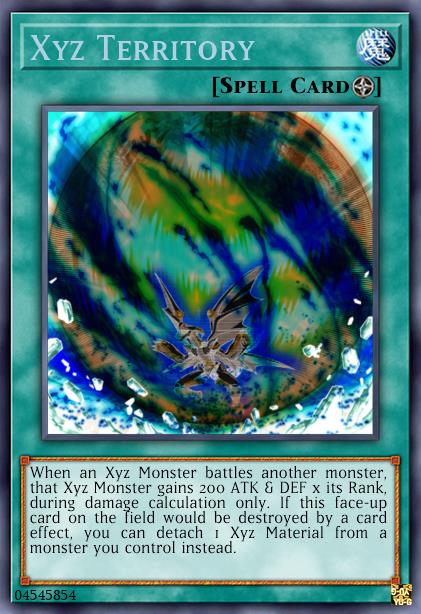 Xyz Territory
[Spell Card]
When an Xyz Monster battles another monster,
that Xyz Monster gains 200 ATK & DEF x its Rank,
during damage calculation only. If this face-up
card on the field would be destroyed by a card
effect, you can detach 1 Xyz Material from a
monster you control instead.
04545854